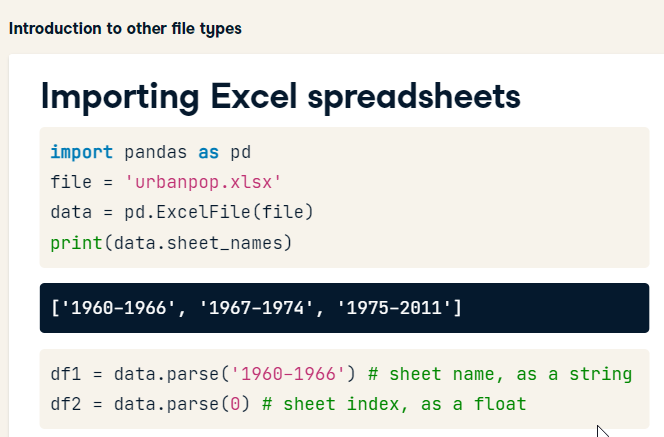 Introduction to other file types
Importing Excel spreadsheets
import pandas as pd
file = 'urbanpop.xlsx'
data = pd.ExcelFile(file)
print(data.sheet_names)
['1960-1966', '1967-1974', '1975-2011']
df1 = data.parse('1960-1966') # sheet name, as a string
df2 = data.parse(0) # sheet index, as a float